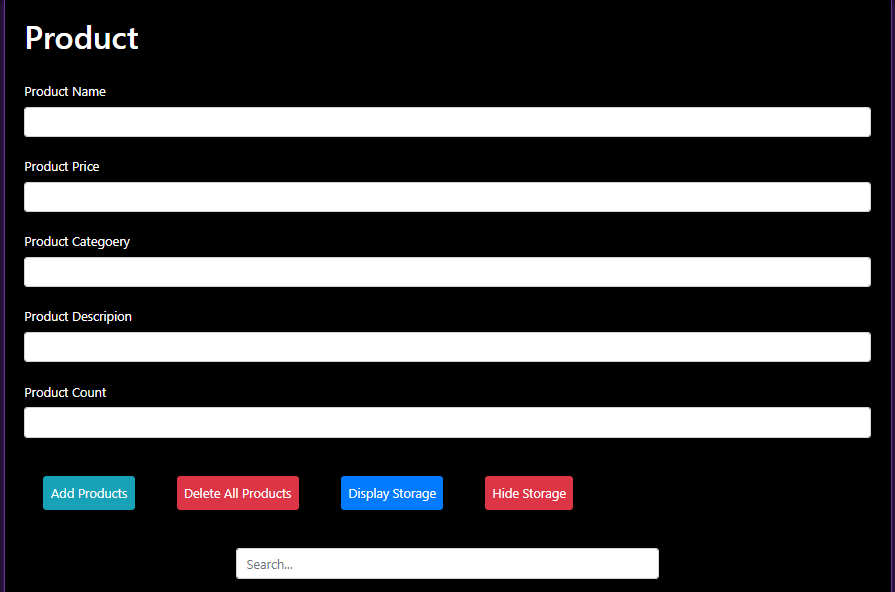 Product
Product Name
Product Price
Product Categoery
Product Descripion
Product Count
Add Products Delete All Products Display Storage Hide Storage
Search...